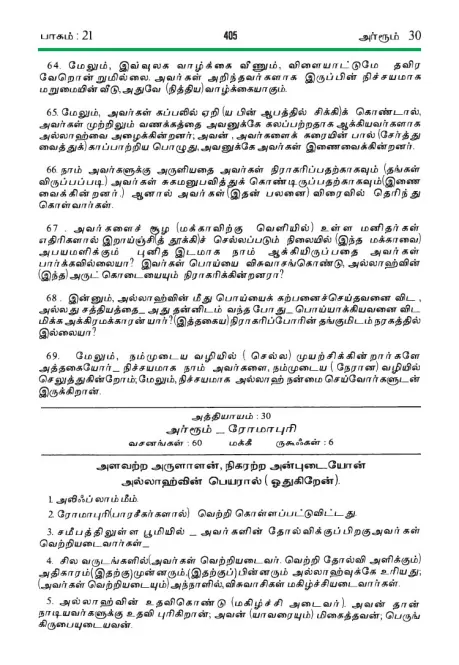 பாகம் : 21 405 அர்ரூம் 30
64. மேலும், இவ்வுலக வாழ்க்கை வீணும், விளையாட்டுமே தவிர
வேறொன்றுமில்லை. அவர்கள் அறிந்தவர்களாக இருப்பின் நிச்சயமாக
மறுமையின் வீடு, அதுவே (நித்திய) வாழ்க்கையாகும்.
65. மேலும், அவர்கள் கப்பலில் ஏறி (ய பின் ஆபத்தில் சிக்கி)க் கொண்டால்,
அவர்கள் முற்றிலும் வணக்கத்தை அவனுக்கே கலப்பற்றதாக ஆக்கியவர்களாக
அல்லாஹ்வை அழைக்கின்றனர்; அவன் , அவர்களைக் கரையின் பால் (சேர்த்து
வைத்துக்) காப்பாற்றிய பொழுது, அவனுக்கே அவர்கள் இணைவைக்கின்றனர்.
66. நாம் அவர்களுக்கு அருளியதை அவர்கள் நிராகரிப்பதற்காகவும் (தங்கள்
விருப்பப்படி) அவர்கள் சுகமனுபவித்துக் கொண்டிருப்பதற்காகவும் (இணை
வைக்கின்றனர்.) ஆனால் அவர்கள் (இதன் பலனை) விரைவில் தெரிந்து
கொள்வார்கள்.
67 . அவர்களைச் சூழ (மக்காவிற்கு வெளியில்) உள்ள மனிதர்கள்
எதிரிகளால் இறாய்ஞ்சி(த் தூக்கி)ச் செல்லப்படும் நிலையில் (இந்த மக்காவை)
அபயமளிக்கும் புனித இடமாக நாம் ஆக்கியிருப்பதை அவர்கள்
பார்க்கவில்லையா? இவர்கள் பொய்யை விசுவாசங்கொண்டு, அல்லாஹ்வின்
(இந்த) அருட் கொடையையும் நிராகரிக்கின்றனரா?
68 . இன்னும், அல்லாஹ்வின் மீது பொய்யைக் கற்பனைச்செய்தவனை விட ,
அல்லது சத்தியத்தை_ அது தன்னிடம் வந்த போது_ பொய்யாக்கியவனை விட
மிக்க அக்கிரமக்காரன் யார்? (இத்தகைய) நிராகரிப்போரின் தங்குமிடம் நரகத்தில்
இல்லையா?
69. மேலும், நம்முடைய வழியில் ( செல்ல) முயற்சிக்கின்றார்களே
அத்தகையோர்_ நிச்சயமாக நாம் அவர்களை, நம்முடைய ( நேரான) வழியில்
செலுத்துகின்றோம்; மேலும், நிச்சயமாக அல்லாஹ் நன்மை செய்வோர்களுடன்
இருக்கிறான்.
அத்தியாயம் : 30
அர்ரூம் _ ரோமாபுரி
வசனங்கள் : 60 மக்கீ ருகூஃகள் : 6
அளவற்ற அருளாளன், நிகரற்ற அன்புடையோன்
அல்லாஹ்வின் பெயரால் ( ஓதுகிறேன்).
1. அலிஃப்லாம்மீம்.
2. ரோமாபுரி(பாரசீகர்களால்) வெற்றி கொள்ளப்பட்டுவிட்டது.
3. சமீபத்திலுள்ள பூமியில் _ அவர்களின் தோல்விக்குப்பிறகு அவர்கள்
வெற்றியடைவார்கள்_
4. சில வருடங்களில்(அவர்கள் வெற்றியடைவர். வெற்றி தோல்வி அளிக்கும்)
அதிகாரம்(இதற்கு)முன்னரும், (இதற்குப்)பின்னரும் அல்லாஹ்வுக்கே உரியது;
(அவர்கள் வெற்றியடையும்) அந்நாளில், விசுவாசிகள் மகிழ்ச்சியடைவார்கள்.
5. அல்லாஹ்வின் உதவிகொண்டு (மகிழ்ச்சி அடைவர்). அவன் தான்
நாடியவர்களுக்கு உதவி புரிகிறான்; அவன் (யாவரையும்) மிகைத்தவன்; பெருங்
கிருபையுடையவன்.